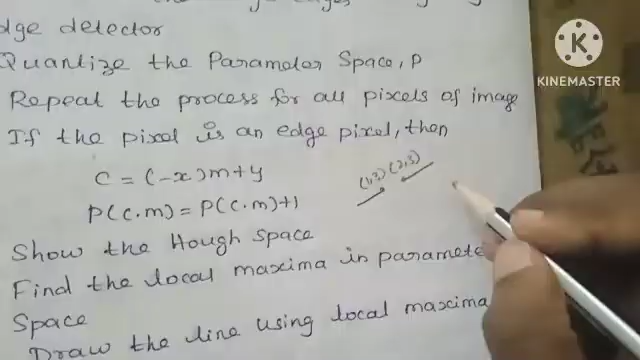 edges
dge detector
Quantize the Parameter Space, P
Repeat the process for all pixels of image
If the pixel is an edge pixel, then
C = (-x)m+y
P(C.m) = P(C.m)+1
(2,3)
Show the Hough Space
Find the local maxima in paramete
Space
Draw the line using local maxima
K
KINEMASTER